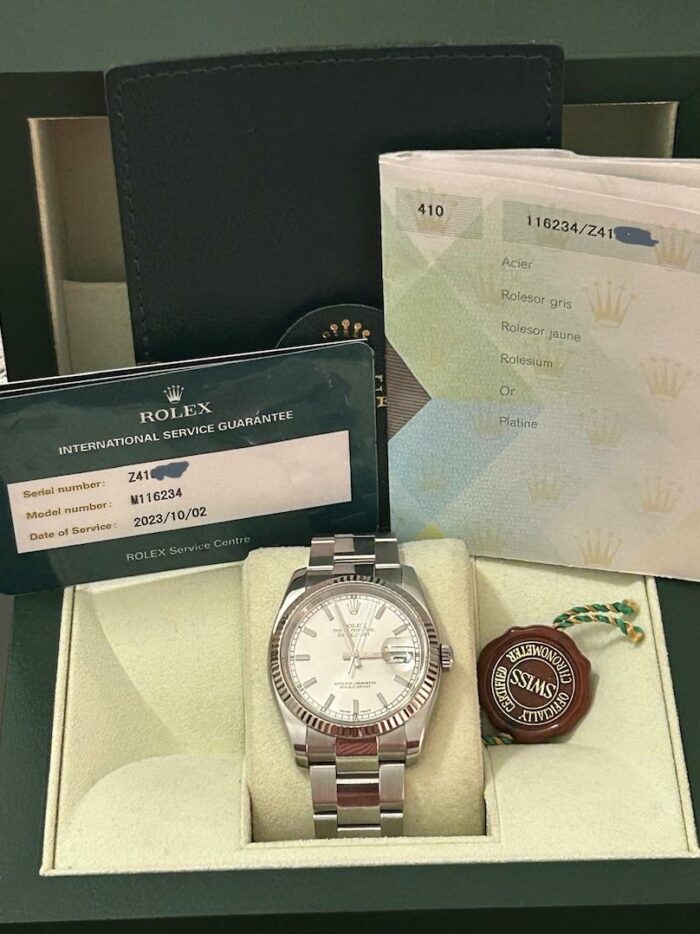 410
116234/Z41
Acier
Rolesor gris
Rolesor jaune
Rolesium
Or
Platine
ROLEX
INTERNATIONAL SERVICE GUARANTEE
Serial number: Z41
Model number: M116234
Date of Service: 2023/10/02
ROLEX Service Centre
ROLEX
OFFICIALLY CERTIFIED
CHRONOMETER
SWISS